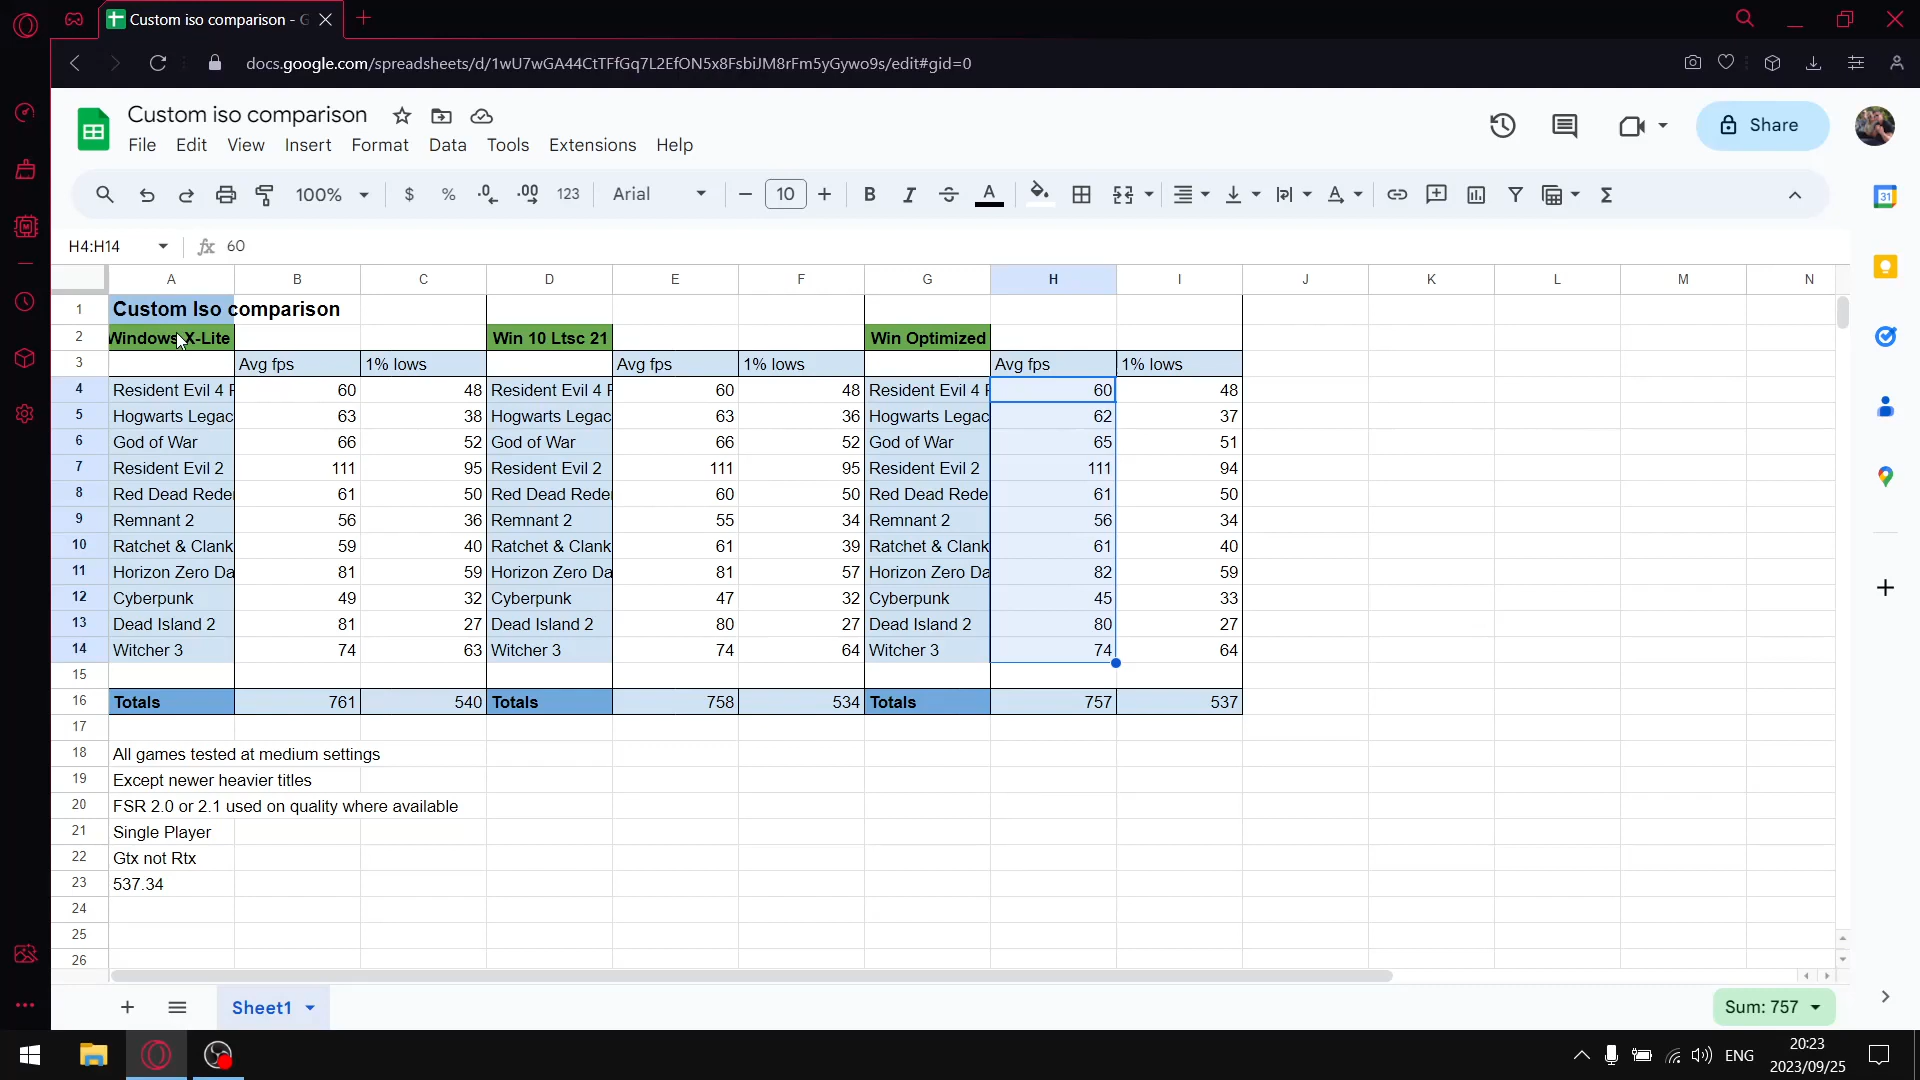 Custom iso comparison - G
docs.google.com/spreadsheets/d/1wU7wGA44CtTFfGq7L2EfON5x8FsbiJM8rFm5yGywo9s/edit#gid=0
Custom iso comparison
File Edit View Insert Format Data Tools Extensions Help
Share
100% $ % .0 .00 123 Arial 10 B I A
31
H4:H14 fx 60
A B C D E F G H I J K L M N
1 Custom Iso comparison
2 Windows X-Lite Win 10 Ltsc 21 Win Optimized
3 Avg fps 1% lows Avg fps 1% lows Avg fps 1% lows
4 Resident Evil 4 R 60 48 Resident Evil 4 R 60 48 Resident Evil 4 R 60 48
5 Hogwarts Legac 63 38 Hogwarts Legac 63 36 Hogwarts Legac 62 37
6 God of War 66 52 God of War 66 52 God of War 65 51
7 Resident Evil 2 111 95 Resident Evil 2 111 95 Resident Evil 2 111 94
8 Red Dead Rede 61 50 Red Dead Rede 60 50 Red Dead Rede 61 50
9 Remnant 2 56 36 Remnant 2 55 34 Remnant 2 56 34
10 Ratchet & Clank 59 40 Ratchet & Clank 61 39 Ratchet & Clank 61 40
11 Horizon Zero Da 81 59 Horizon Zero Da 81 57 Horizon Zero Da 82 59
12 Cyberpunk 49 32 Cyberpunk 47 32 Cyberpunk 45 33
13 Dead Island 2 81 27 Dead Island 2 80 27 Dead Island 2 80 27
14 Witcher 3 74 63 Witcher 3 74 64 Witcher 3 74 64
15
16 Totals 761 540 Totals 758 534 Totals 757 537
17
18 All games tested at medium settings
19 Except newer heavier titles
20 FSR 2.0 or 2.1 used on quality where available
21 Single Player
22 Gtx not Rtx
23 537.34
24
25
26
Sheet1
Sum: 757
ENG
20:23
2023/09/25